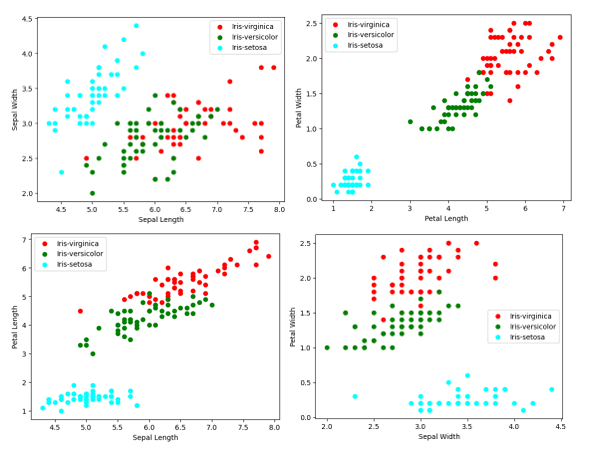 4.5
4.0
3.5
3.0
2.5
2.0
Sepal Width
Iris-virginica
Iris-versicolor
Iris-setosa
4.5 5.0 5.5 6.0 6.5 7.0 7.5 8.0
Sepal Length
2.5
2.0
1.5
1.0
0.5
0.0
Petal Width
Iris-virginica
Iris-versicolor
Iris-setosa
1 2 3 4 5 6 7
Petal Length
7
6
5
4
3
2
1
Petal Length
Iris-virginica
Iris-versicolor
Iris-setosa
4.5 5.0 5.5 6.0 6.5 7.0 7.5 8.0
Sepal Length
2.5
2.0
1.5
1.0
0.5
0.0
Petal Width
Iris-virginica
Iris-versicolor
Iris-setosa
2.0 2.5 3.0 3.5 4.0 4.5
Sepal Width